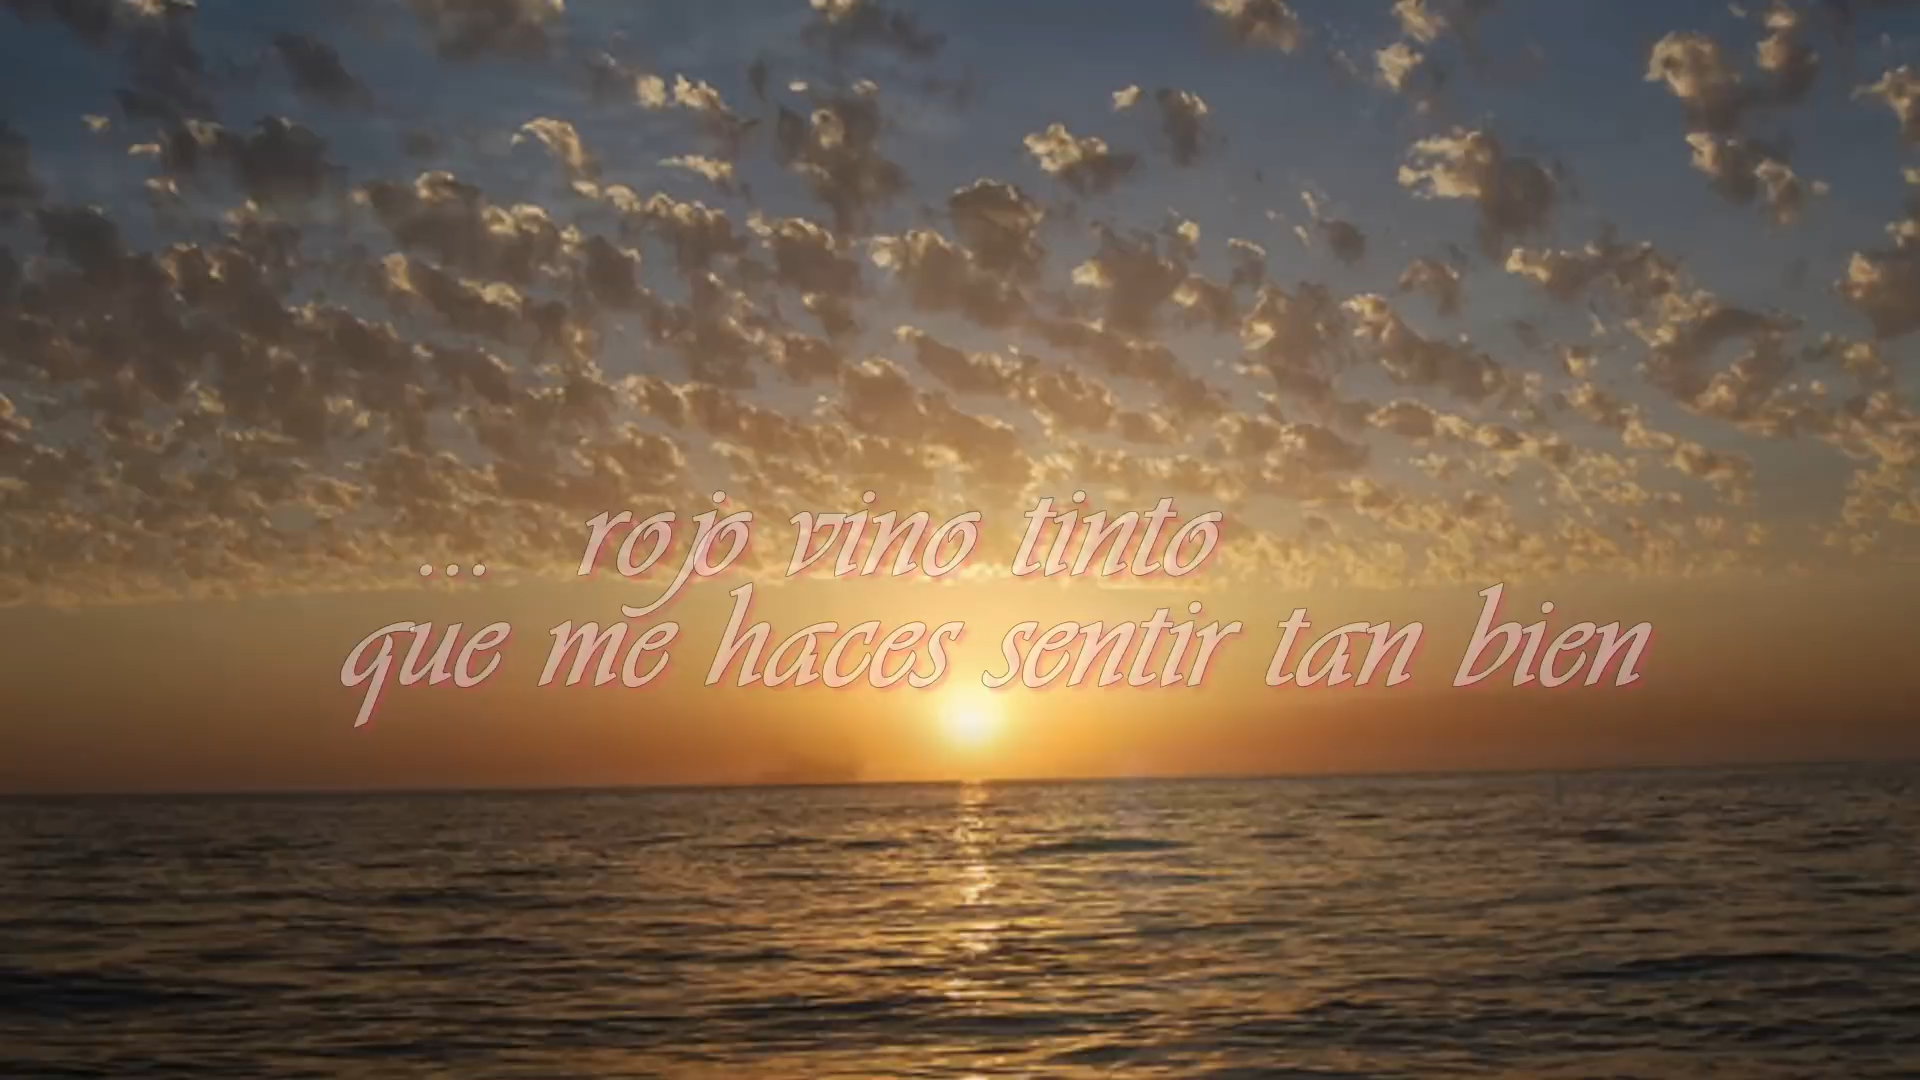 ... rojo vino tinto
que me haces sentir tan bien